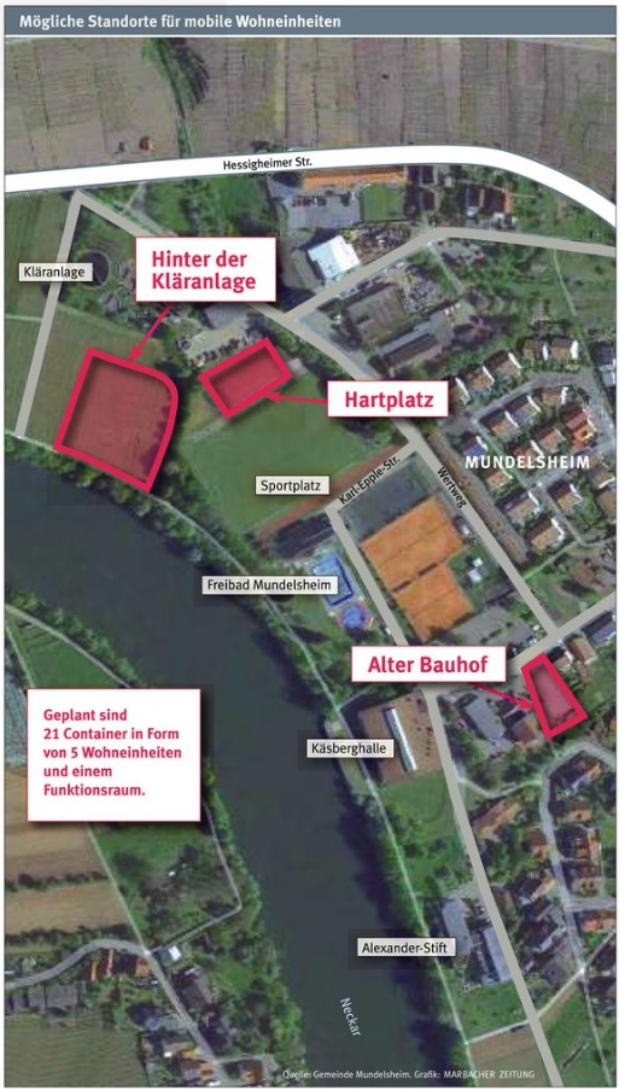 Mögliche Standorte für mobile Wohneinheiten
Hessigheimer Str.
Kläranlage
Hinter der
Kläranlage
Hartplatz
MUNDELSHEIM
Sportplatz
Karl-Epple-Str.
Wertweg
Freibad Mundelsheim
Alter Bauhof
Geplant sind
21 Container in Form
von 5 Wohneinheiten
und einem
Funktionsraum.
Käsberghalle
Alexander-Stift
Neckar
Quelle: Gemeinde Mundelsheim. Grafik: MARBACHER ZEITUNG